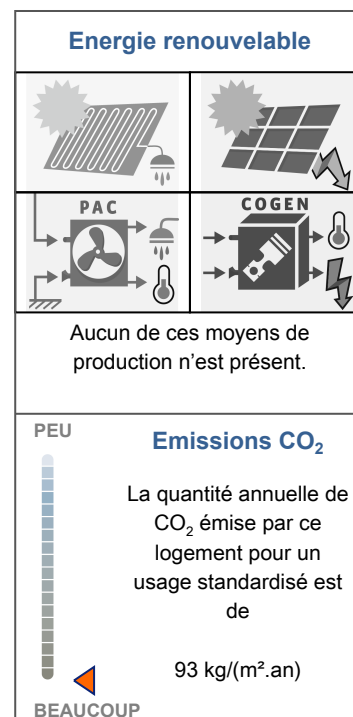 Energie renouvelable
PAC
COGEN
Aucun de ces moyens de
production n'est présent.
PEU
Emissions CO₂
La quantité annuelle de
CO₂ émise par ce
logement pour un
usage standardisé est
de
93 kg/(m².an)
BEAUCOUP